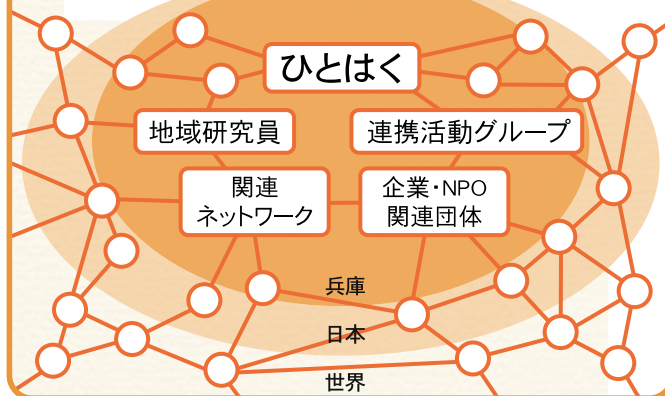 ひとはく
地域研究員
連携活動グループ
関連
ネットワーク
企業・NPO
関連団体
兵庫
日本
世界